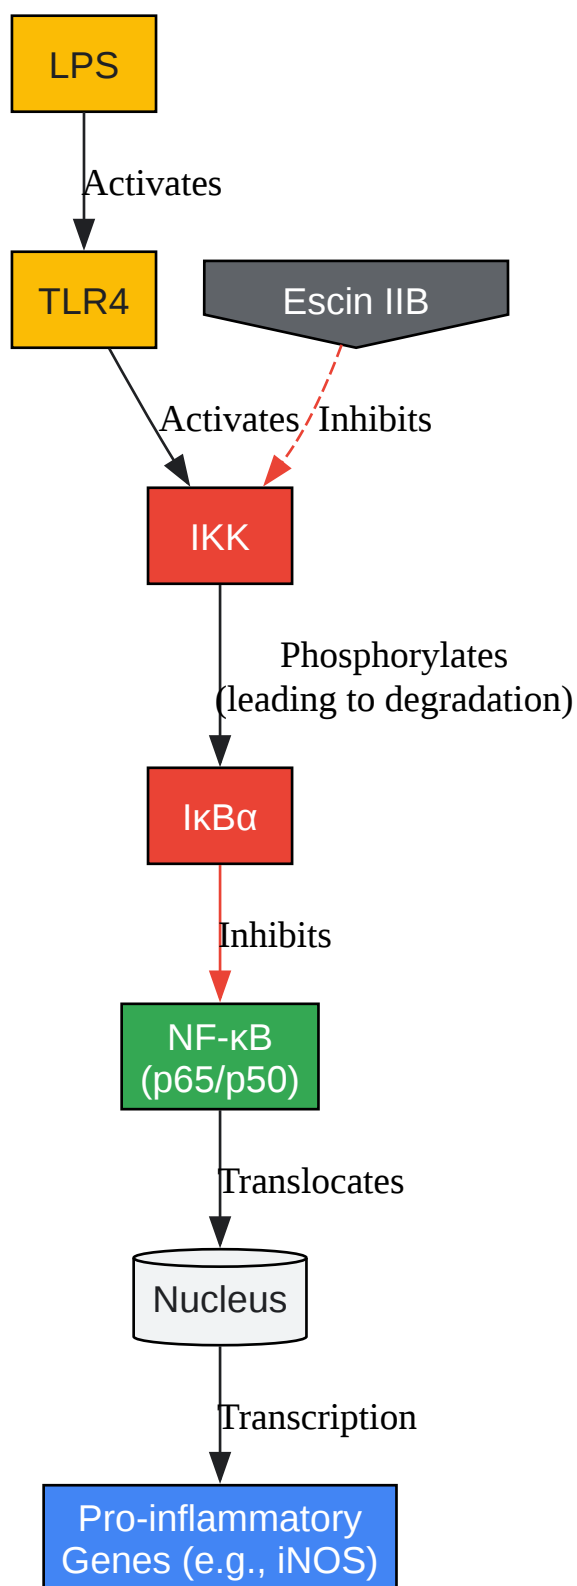 LPS
Activates
TLR4
Escin IIB
Activates
Inhibits
IKK
Phosphorylates
(leading to degradation)
IκBα
Inhibits
NF-κB
(p65/p50)
Translocates
Nucleus
Transcription
Pro-inflammatory
Genes (e.g., iNOS)